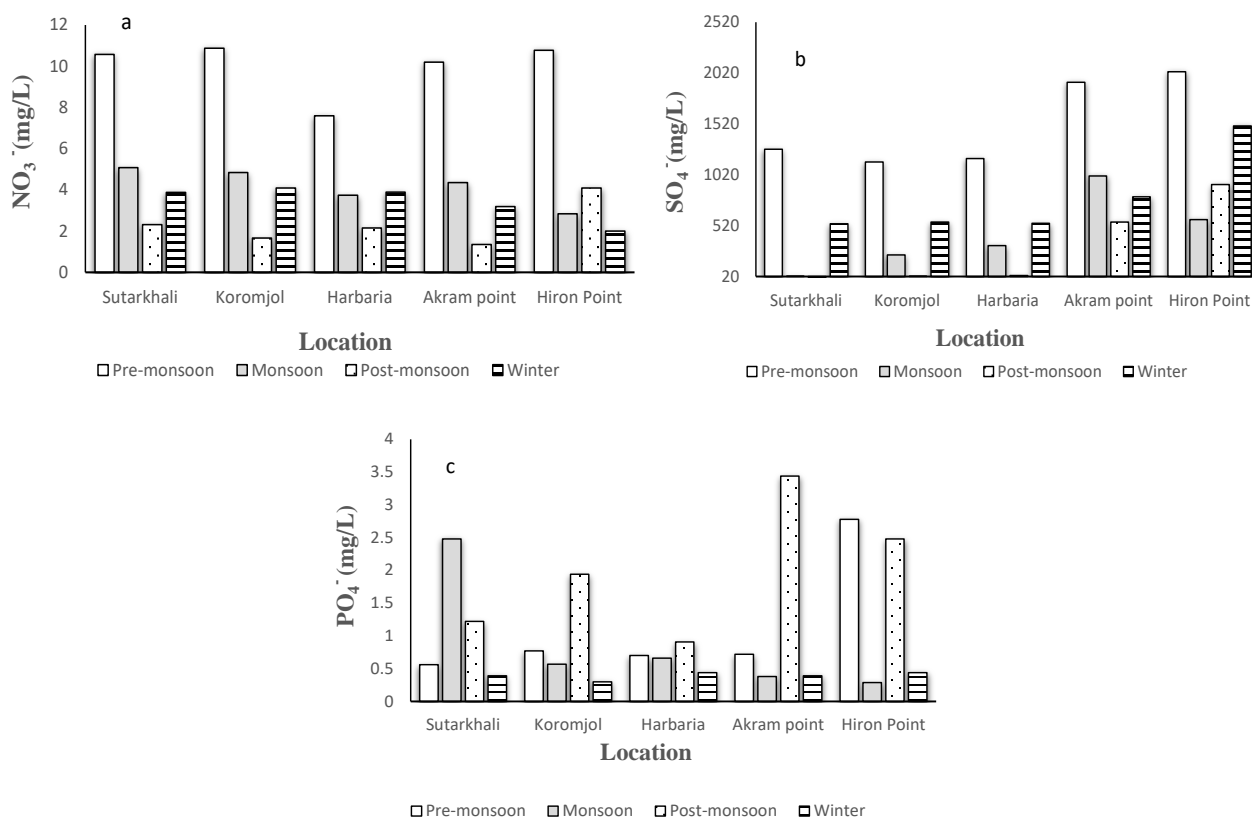 a
NO₃⁻ (mg/L)
12
10
8
6
4
2
0
Sutarkhali Koromjol Harbaria Akram point Hiron Point
Location
Pre-monsoon Monsoon Post-monsoon Winter
b
SO₄⁻ (mg/L)
2520
2020
1520
1020
520
20
Sutarkhali Koromjol Harbaria Akram point Hiron Point
Location
Pre-monsoon Monsoon Post-monsoon Winter
c
PO₄⁻ (mg/L)
4
3.5
3
2.5
2
1.5
1
0.5
0
Sutarkhali Koromjol Harbaria Akram point Hiron Point
Location
Pre-monsoon Monsoon Post-monsoon Winter